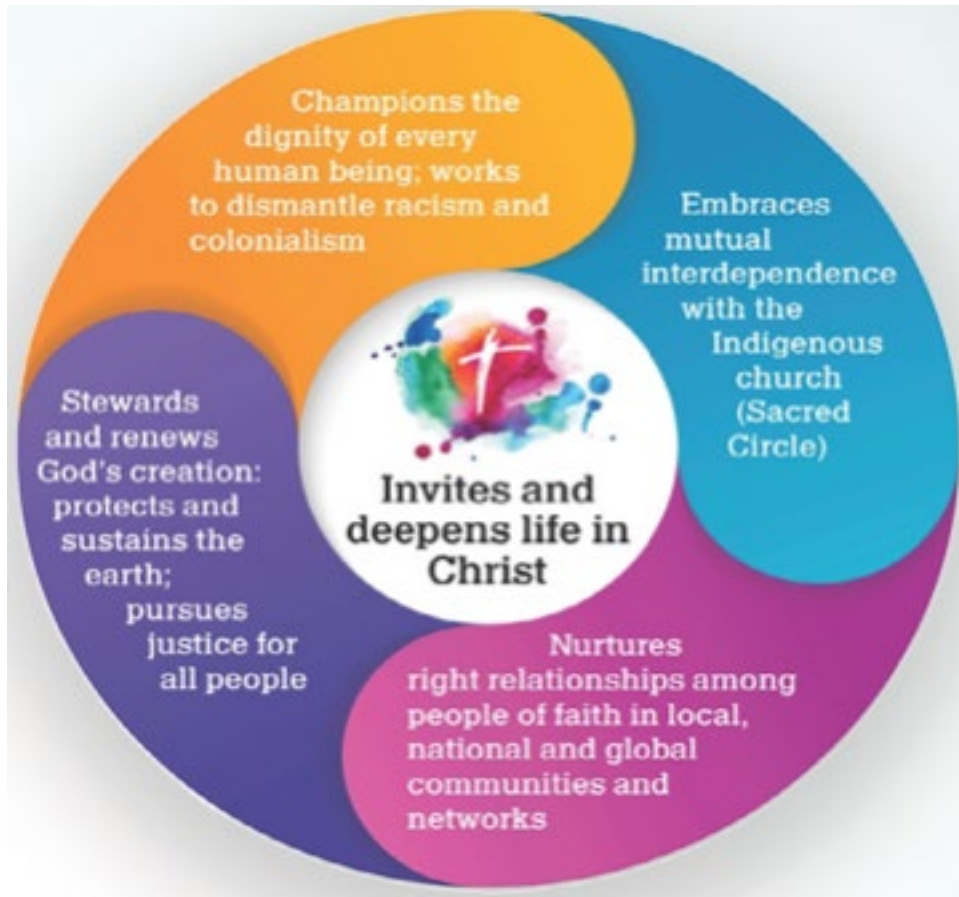 Champions the
dignity of every
human being; works
to dismantle racism and
colonialism
Embraces
mutual
interdependence
with the
Indigenous
church
(Sacred
Circle)
Nurtures
right relationships among
people of faith in local,
national and global
communities and
networks
Stewards
and renews
God's creation:
protects and
sustains the
earth;
pursues
justice for
all people
Invites and
deepens life in
Christ